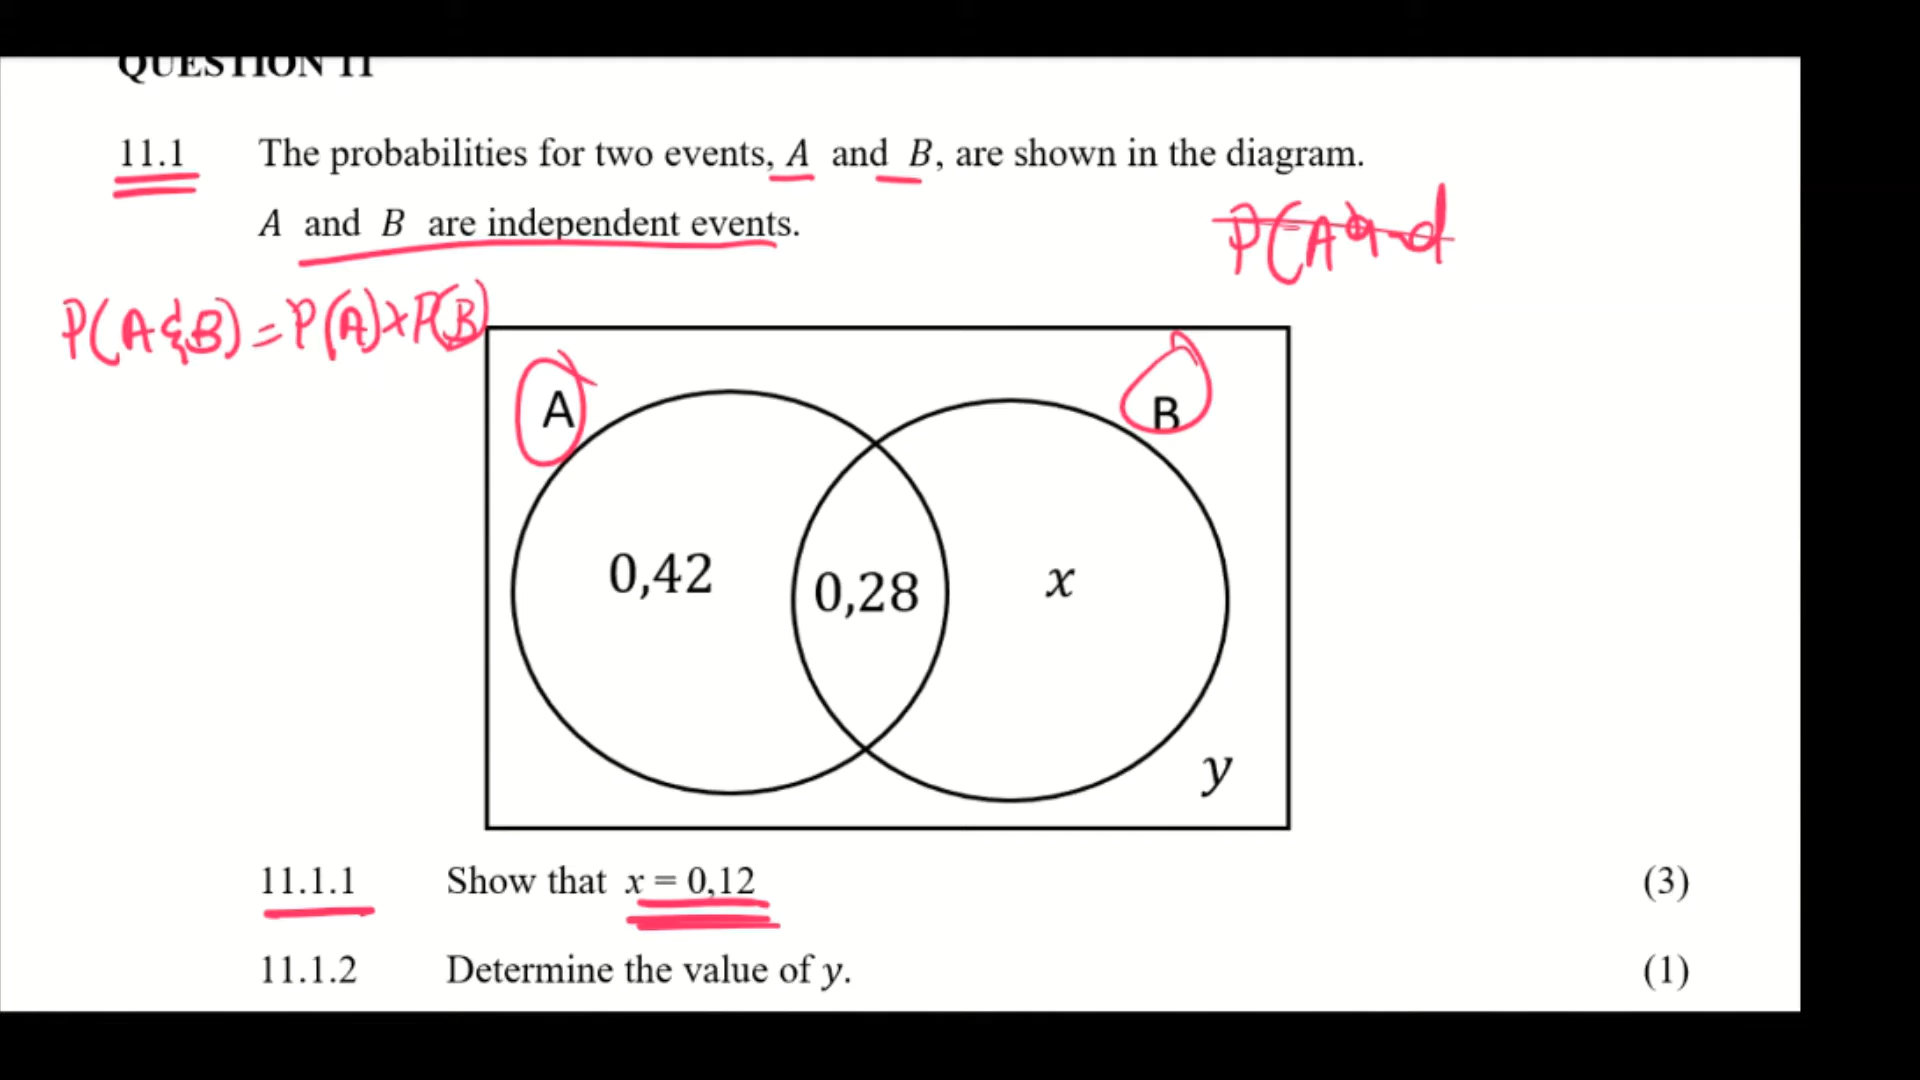 QUESTION 11
11.1 The probabilities for two events, A and B, are shown in the diagram.
A and B are independent events.
P(A and
P(A & B) = P(A) x P(B)
A
B
0,42
0,28
x
y
11.1.1 Show that x = 0,12 (3)
11.1.2 Determine the value of y. (1)